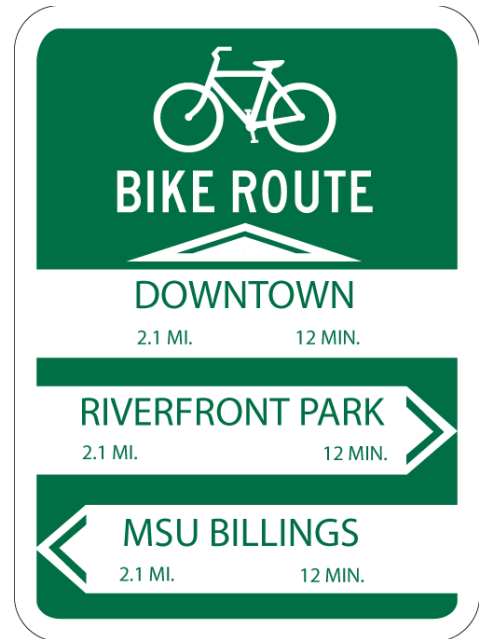 BIKE ROUTE
DOWNTOWN
2.1 MI. 12 MIN.
RIVERFRONT PARK
2.1 MI. 12 MIN.
MSU BILLINGS
2.1 MI. 12 MIN.